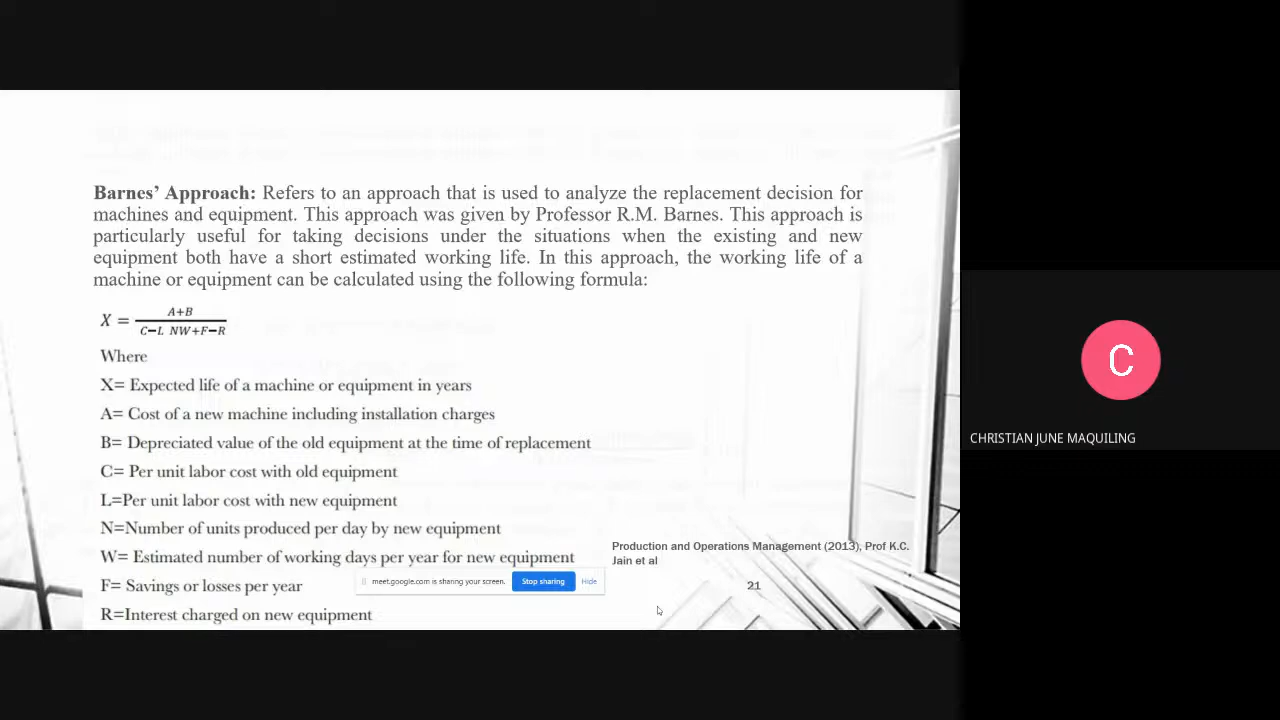 Barnes’ Approach: Refers to an approach that is used to analyze the replacement decision for
machines and equipment. This approach was given by Professor R.M. Barnes. This approach is
particularly useful for taking decisions under the situations when the existing and new
equipment both have a short estimated working life. In this approach, the working life of a
machine or equipment can be calculated using the following formula:
X = A+B / C−L NW+F−R
Where
X= Expected life of a machine or equipment in years
A= Cost of a new machine including installation charges
B= Depreciated value of the old equipment at the time of replacement
C= Per unit labor cost with old equipment
L=Per unit labor cost with new equipment
N=Number of units produced per day by new equipment
W= Estimated number of working days per year for new equipment
F= Savings or losses per year
R=Interest charged on new equipment
Production and Operations Management (2013), Prof K.C.
Jain et al
21
meet.google.com is sharing your screen. Stop sharing Hide
C
CHRISTIAN JUNE MAQUILING